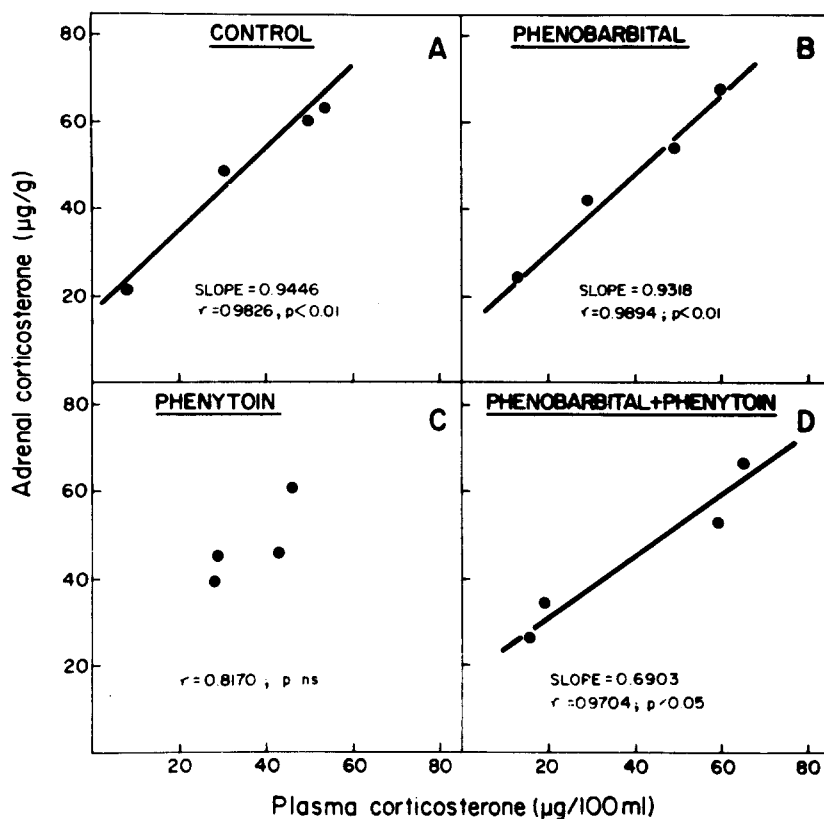 CONTROL
A
PHENOBARBITAL
B
80
60
40
20
SLOPE=0.9446
r=0.9826, p<0.01
SLOPE=0.9318
r=0.9894; p<0.01
PHENYTOIN
C
PHENOBARBITAL+PHENYTOIN
D
80
60
40
20
r=0.8170; p ns
SLOPE=0.6903
r=0.9704; p<0.05
20
40
60
80
20
40
60
80
Adrenal corticosterone (µg/g)
Plasma corticosterone (µg/100ml)